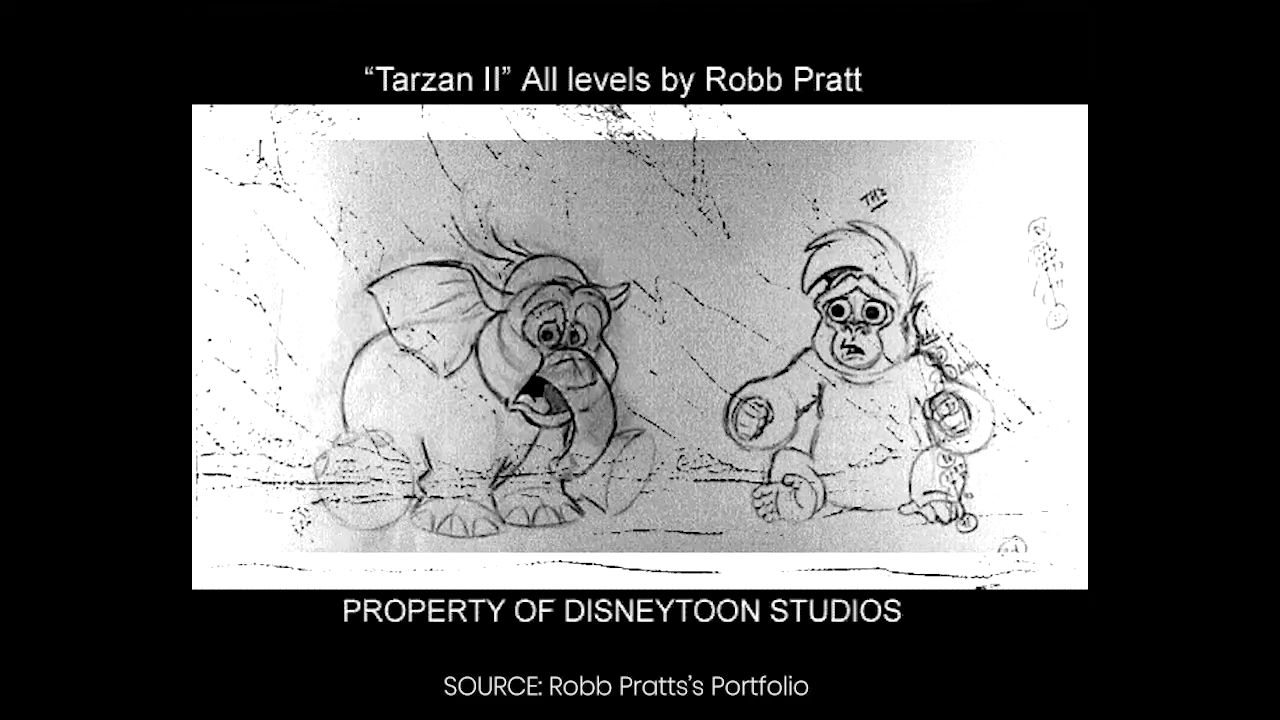 “Tarzan II” All levels by Robb Pratt
PROPERTY OF DISNEYTOON STUDIOS
SOURCE: Robb Pratts’s Portfolio